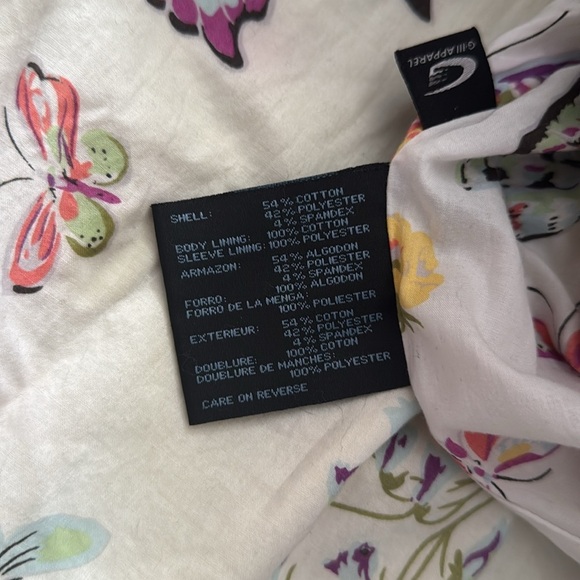 G-III APPAREL
SHELL: 54% COTTON
42% POLYESTER
4% SPANDEX
BODY LINING: 100% COTTON
SLEEVE LINING: 100% POLYESTER
ARMAZON: 54% ALGODON
42% POLIESTER
4% SPANDEX
FORRO: 100% ALGODON
FORRO DE LA MENGA: 100% POLIESTER
EXTERIEUR: 54% COTON
42% POLYESTER
4% SPANDEX
DOUBLURE: 100% COTON
DOUBLURE DE MANCHES: 100% POLYESTER
CARE ON REVERSE